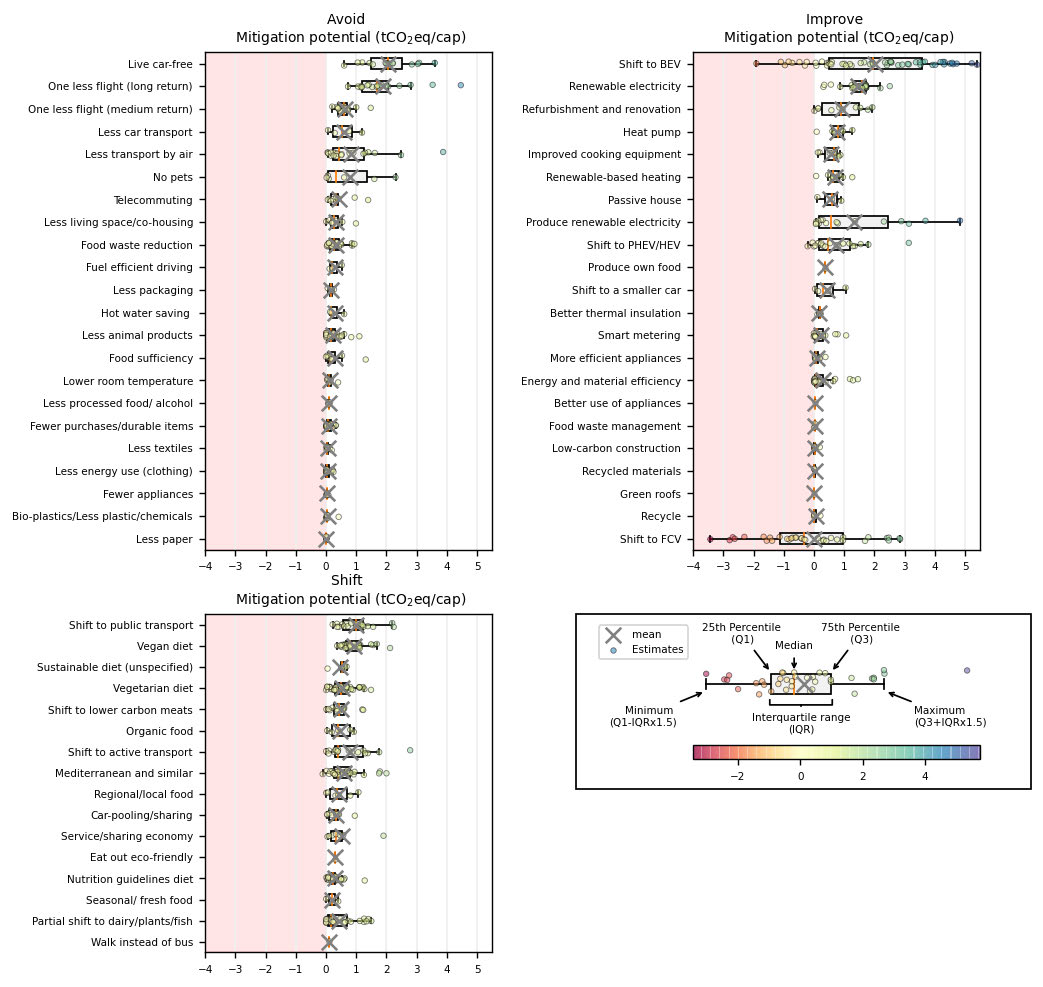 Avoid
Mitigation potential (tCO₂eq/cap)
Live car-free
One less flight (long return)
One less flight (medium return)
Less car transport
Less transport by air
No pets
Telecommuting
Less living space/co-housing
Food waste reduction
Fuel efficient driving
Less packaging
Hot water saving
Less animal products
Food sufficiency
Lower room temperature
Less processed food/ alcohol
Fewer purchases/durable items
Less textiles
Less energy use (clothing)
Fewer appliances
Bio-plastics/Less plastic/chemicals
Less paper
−4 −3 −2 −1 0 1 2 3 4 5
Improve
Mitigation potential (tCO₂eq/cap)
Shift to BEV
Renewable electricity
Refurbishment and renovation
Heat pump
Improved cooking equipment
Renewable-based heating
Passive house
Produce renewable electricity
Shift to PHEV/HEV
Produce own food
Shift to a smaller car
Better thermal insulation
Smart metering
More efficient appliances
Energy and material efficiency
Better use of appliances
Food waste management
Low-carbon construction
Recycled materials
Green roofs
Recycle
Shift to FCV
−4 −3 −2 −1 0 1 2 3 4 5
Shift
Mitigation potential (tCO₂eq/cap)
Shift to public transport
Vegan diet
Sustainable diet (unspecified)
Vegetarian diet
Shift to lower carbon meats
Organic food
Shift to active transport
Mediterranean and similar
Regional/local food
Car-pooling/sharing
Service/sharing economy
Eat out eco-friendly
Nutrition guidelines diet
Seasonal/ fresh food
Partial shift to dairy/plants/fish
Walk instead of bus
−4 −3 −2 −1 0 1 2 3 4 5
mean
Estimates
25th Percentile
(Q1)
Median
75th Percentile
(Q3)
Minimum
(Q1-IQRx1.5)
Interquartile range
(IQR)
Maximum
(Q3+IQRx1.5)
−2 0 2 4